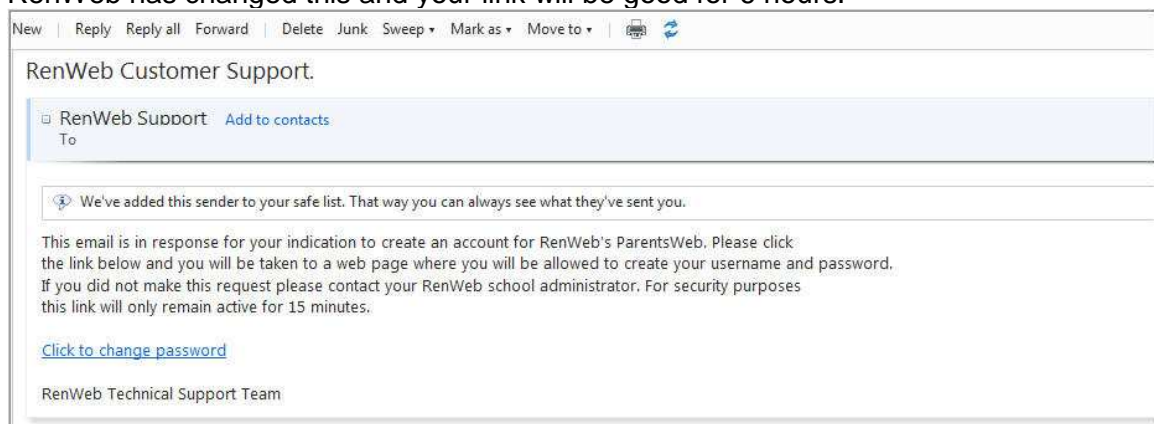 RenWeb has changed this and your link will be good for 6 hours.
New | Reply Reply all Forward | Delete Junk Sweep Mark as Move to
RenWeb Customer Support.
RenWeb Support Add to contacts
To
We've added this sender to your safe list. That way you can always see what they've sent you.
This email is in response for your indication to create an account for RenWeb's ParentsWeb. Please click
the link below and you will be taken to a web page where you will be allowed to create your username and password.
If you did not make this request please contact your RenWeb school administrator. For security purposes
this link will only remain active for 15 minutes.
Click to change password
RenWeb Technical Support Team